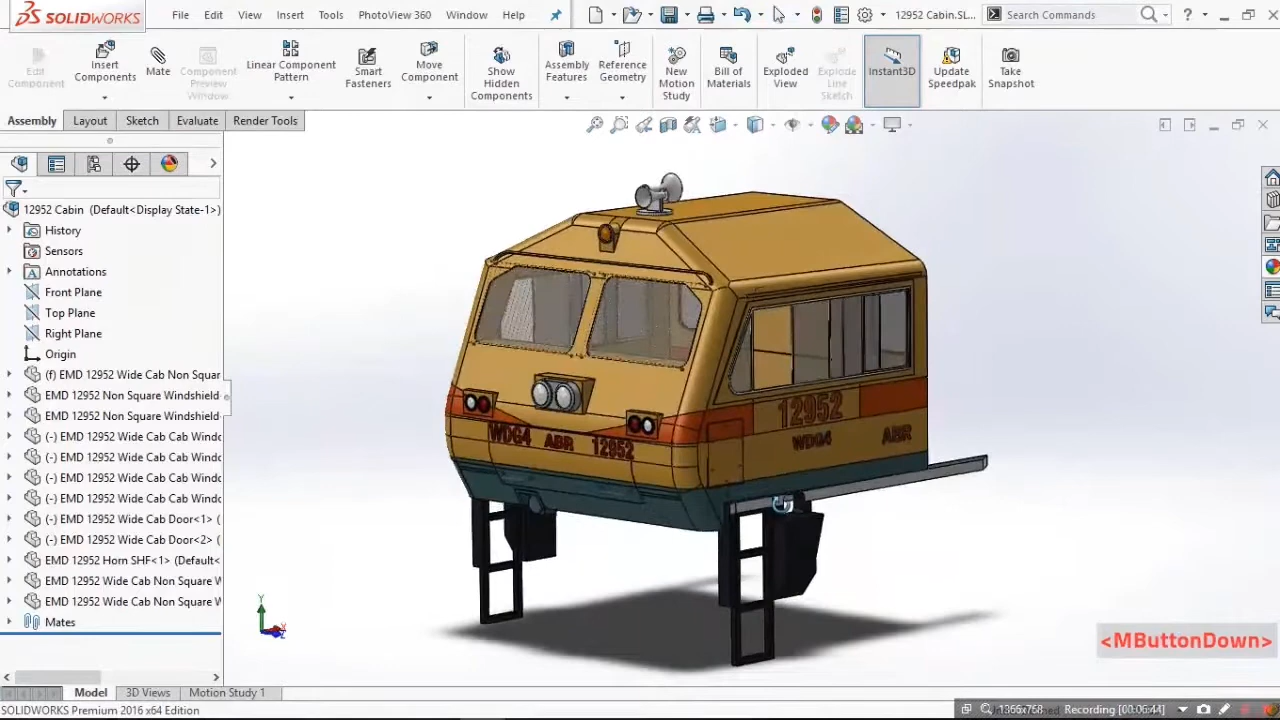 SOLIDWORKS File Edit View Insert Tools PhotoView 360 Window Help 12952 Cabin.SL... Search Commands ?
Edit Component
Insert Components
Mate
Component Preview Window
Linear Component Pattern
Smart Fasteners
Move Component
Show Hidden Components
Assembly Features
Reference Geometry
New Motion Study
Bill of Materials
Exploded View
Explode Line Sketch
Instant3D
Update Speedpak
Take Snapshot
Assembly Layout Sketch Evaluate Render Tools
12952 Cabin (Default<Display State-1>)
History
Sensors
Annotations
Front Plane
Top Plane
Right Plane
Origin
(f) EMD 12952 Wide Cab Non Squar
EMD 12952 Non Square Windshield
EMD 12952 Non Square Windshield
(-) EMD 12952 Wide Cab Cab Windo
(-) EMD 12952 Wide Cab Cab Windo
(-) EMD 12952 Wide Cab Cab Windo
(-) EMD 12952 Wide Cab Cab Windo
(-) EMD 12952 Wide Cab Door<1> (
(-) EMD 12952 Wide Cab Door<2> (
EMD 12952 Horn SHF<1> (Default<
EMD 12952 Wide Cab Non Square W
EMD 12952 Wide Cab Non Square W
Mates
12952
WDG4 ABR
WDG4 ABR 12952
Y
<MButtonDown>
Model 3D Views Motion Study 1
SOLIDWORKS Premium 2016 x64 Edition
1366x768 Recording [00:06:44]